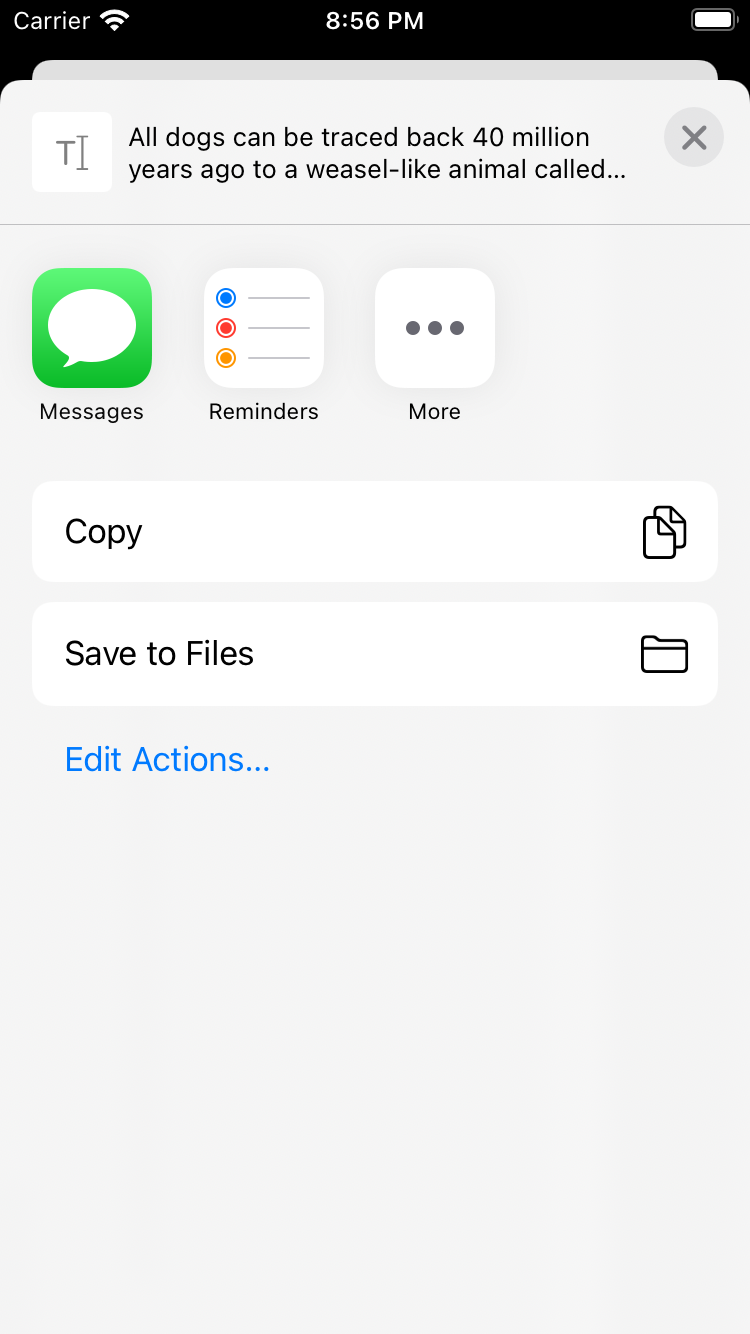 Carrier 8:56 PM
All dogs can be traced back 40 million
years ago to a weasel-like animal called...
Messages Reminders More
Copy
Save to Files
Edit Actions...